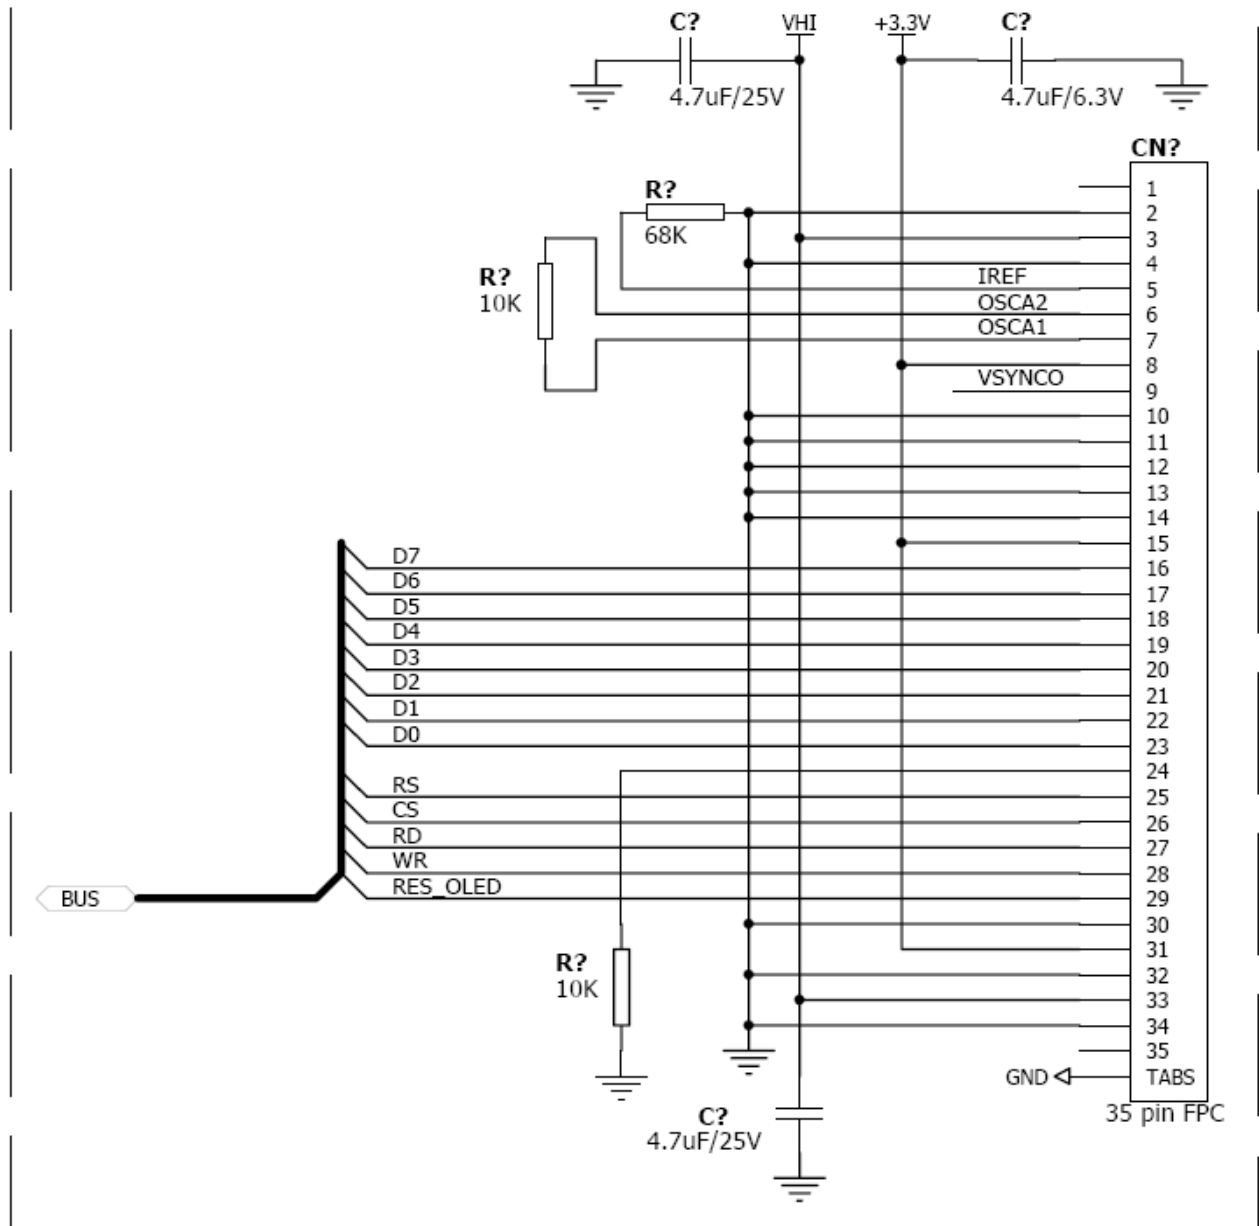 C? VHI +3.3V C?
4.7uF/25V 4.7uF/6.3V
CN?
1
R? 2
68K 3
4
R? IREF 5
10K OSCA2 6
OSCA1 7
8
VSYNCO 9
10
11
12
13
14
15
D7 16
D6 17
D5 18
D4 19
D3 20
D2 21
D1 22
D0 23
24
RS 25
CS 26
RD 27
WR 28
BUS RES_OLED 29
30
R? 31
10K 32
33
34
35
GND TABS
C? 35 pin FPC
4.7uF/25V